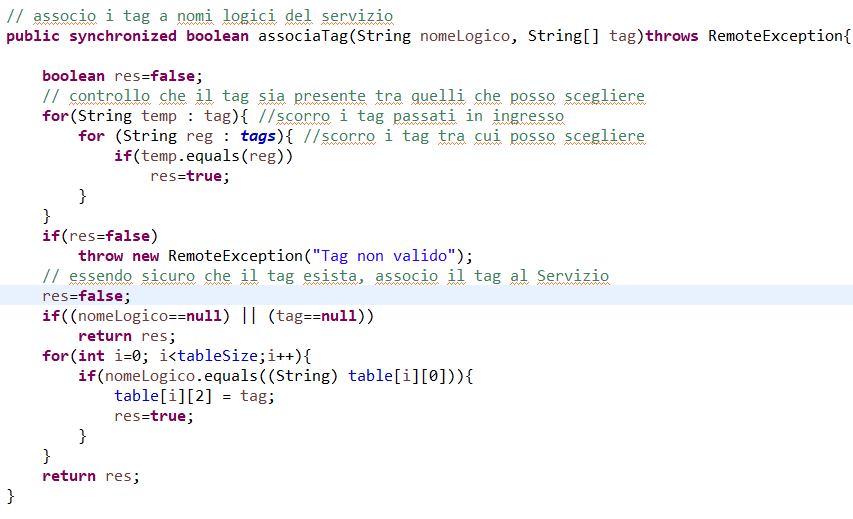 // associo i tag a nomi logici del servizio
public synchronized boolean associaTag(String nomeLogico, String[] tag)throws RemoteException{
boolean res=false;
// controllo che il tag sia presente tra quelli che posso scegliere
for(String temp : tag){ //scorro i tag passati in ingresso
for (String reg : tags){ //scorro i tag tra cui posso scegliere
if(temp.equals(reg))
res=true;
}
}
if(res=false)
throw new RemoteException("Tag non valido");
// essendo sicuro che il tag esista, associo il tag al Servizio
res=false;
if((nomeLogico==null) || (tag==null))
return res;
for(int i=0; i<tableSize;i++){
if(nomeLogico.equals((String) table[i][0])){
table[i][2] = tag;
res=true;
}
}
return res;
}